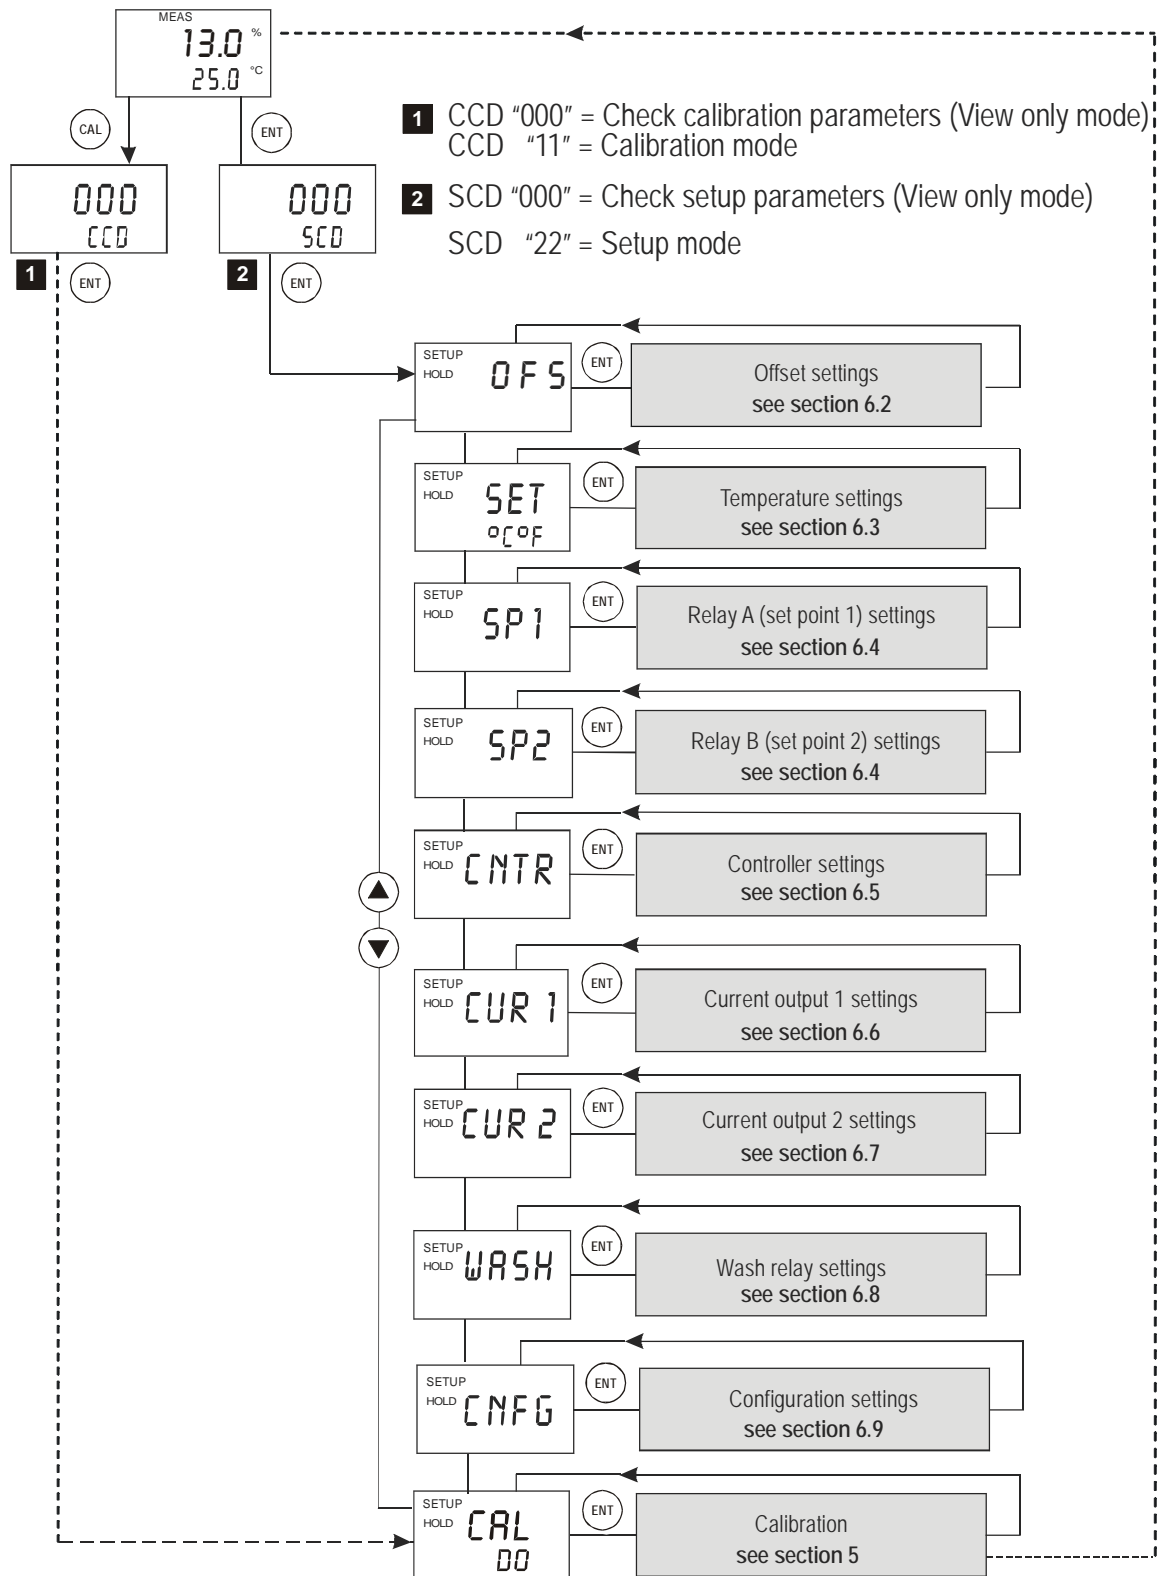 MEAS
13.0 %
25.0 °C
CAL
ENT
000
CCD
000
SCD
1 CCD "000" = Check calibration parameters (View only mode)
CCD "11" = Calibration mode
2 SCD "000" = Check setup parameters (View only mode)
SCD "22" = Setup mode
1
ENT
2
ENT
SETUP
HOLD
OFS
ENT
Offset settings
see section 6.2
SETUP
HOLD
SET
°C°F
ENT
Temperature settings
see section 6.3
SETUP
HOLD
SP1
ENT
Relay A (set point 1) settings
see section 6.4
SETUP
HOLD
SP2
ENT
Relay B (set point 2) settings
see section 6.4
SETUP
HOLD
CNTR
ENT
Controller settings
see section 6.5
SETUP
HOLD
CUR 1
ENT
Current output 1 settings
see section 6.6
SETUP
HOLD
CUR 2
ENT
Current output 2 settings
see section 6.7
SETUP
HOLD
WASH
ENT
Wash relay settings
see section 6.8
SETUP
HOLD
CNFG
ENT
Configuration settings
see section 6.9
SETUP
HOLD
CAL
DO
ENT
Calibration
see section 5